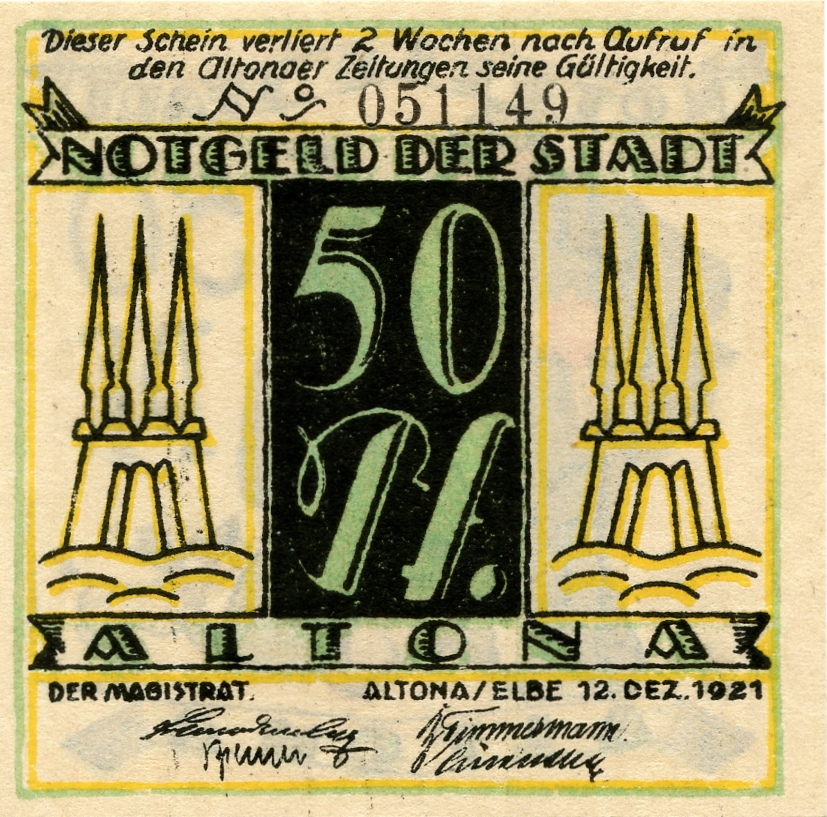 Dieser Schein verliert 2 Wochen nach Aufruf in
den Altonaer Zeitungen seine Gültigkeit.
No 051149
NOTGELD DER STADT
50
Pf.
ALTONA
DER MAGISTRAT. ALTONA/ELBE 12. DEZ. 1921
Timmermann